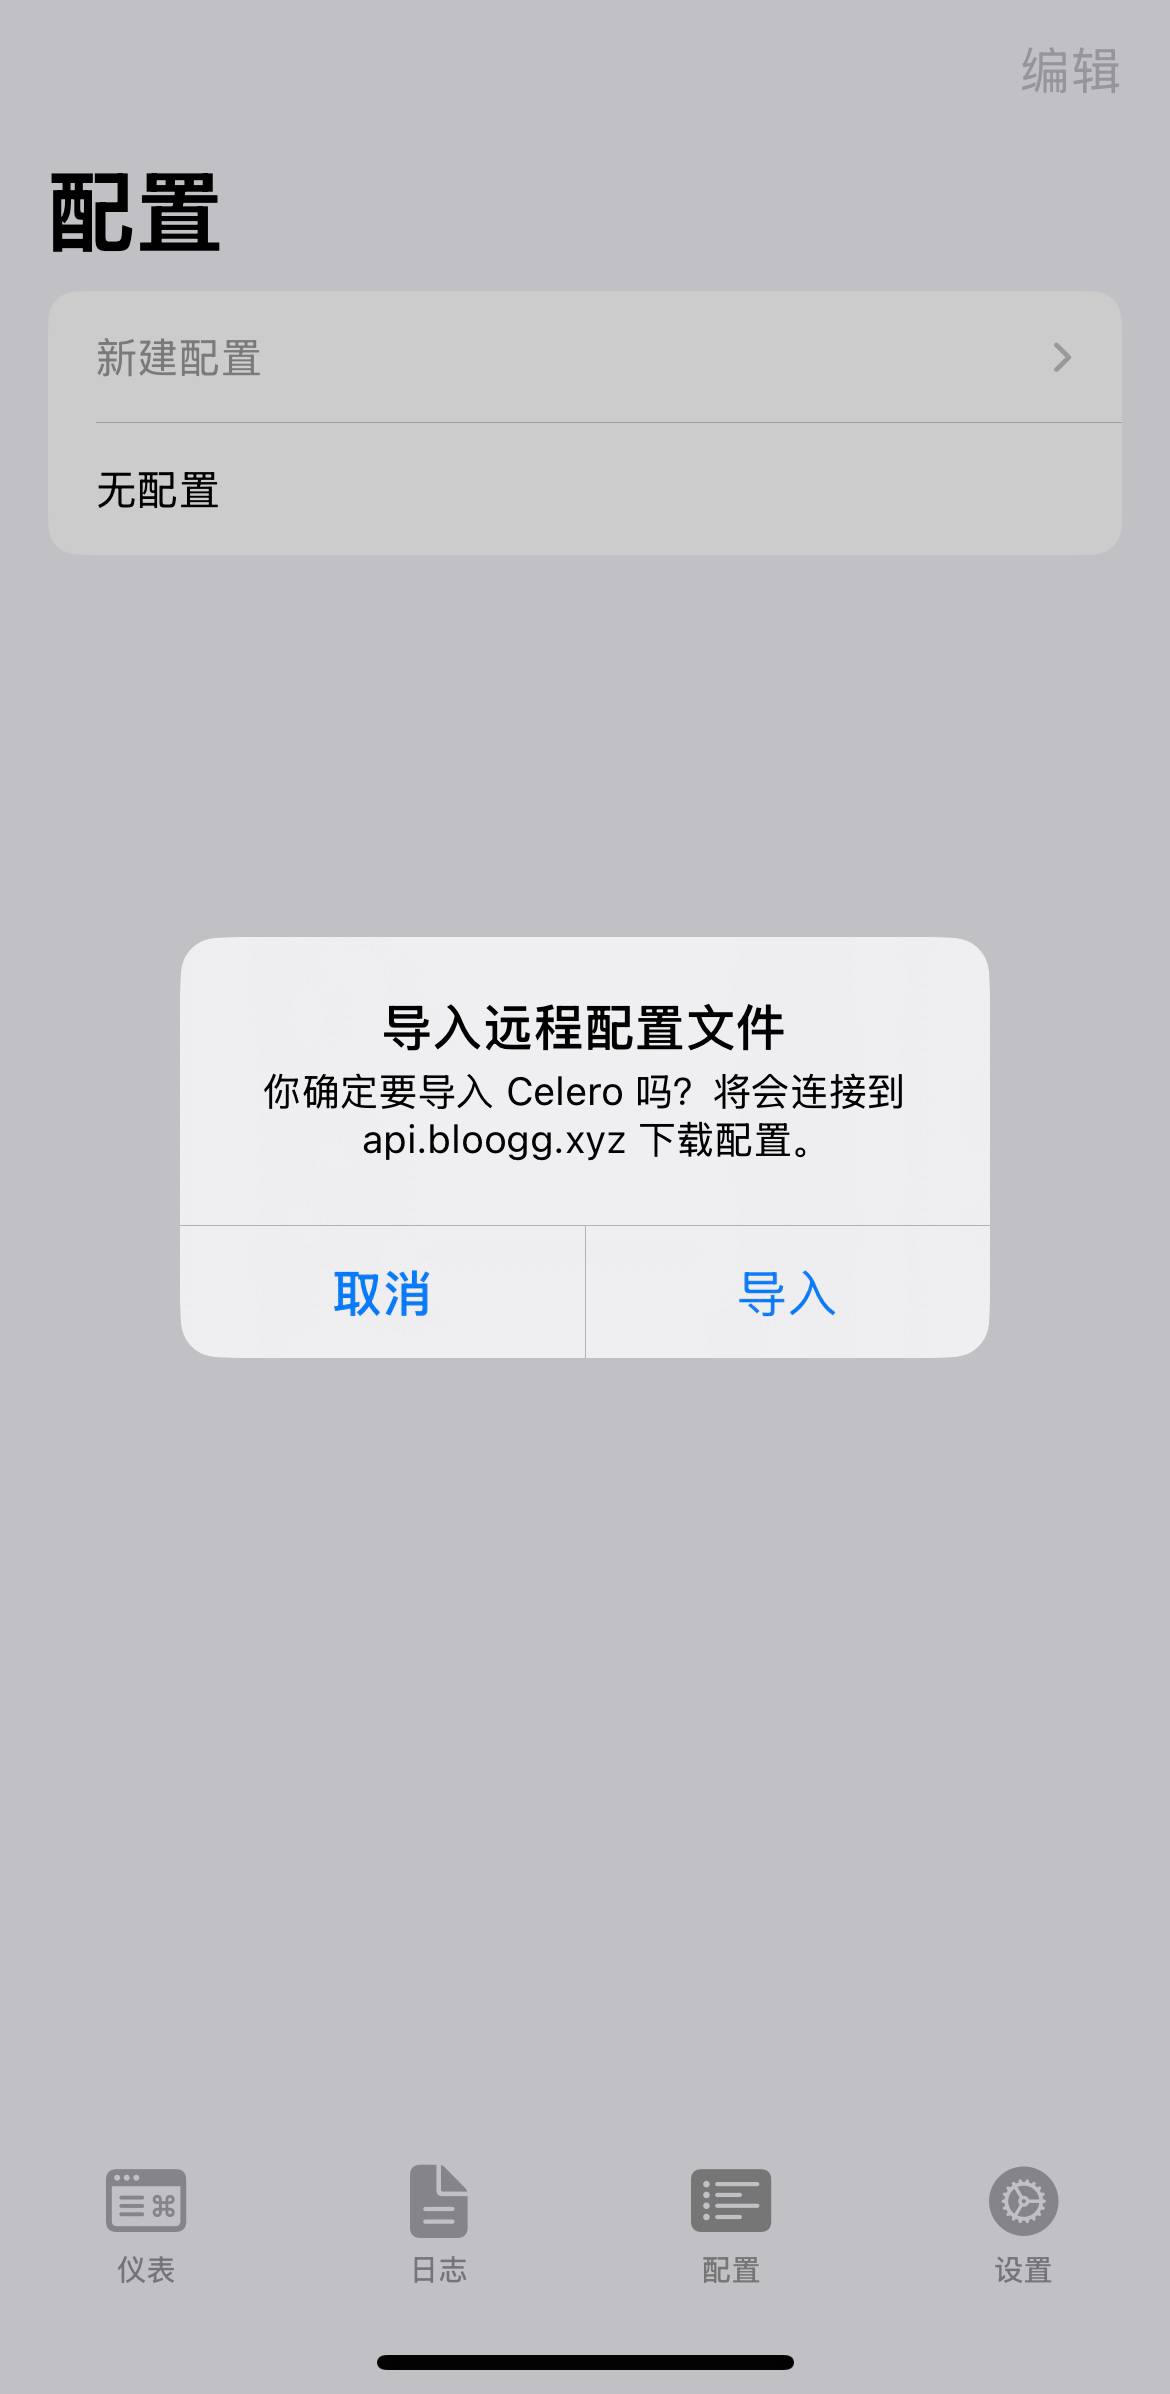 编辑
配置
新建配置
无配置
导入远程配置文件
你确定要导入 Celero 吗？将会连接到
api.bloogg.xyz 下载配置。
取消
导入
仪表
日志
配置
设置